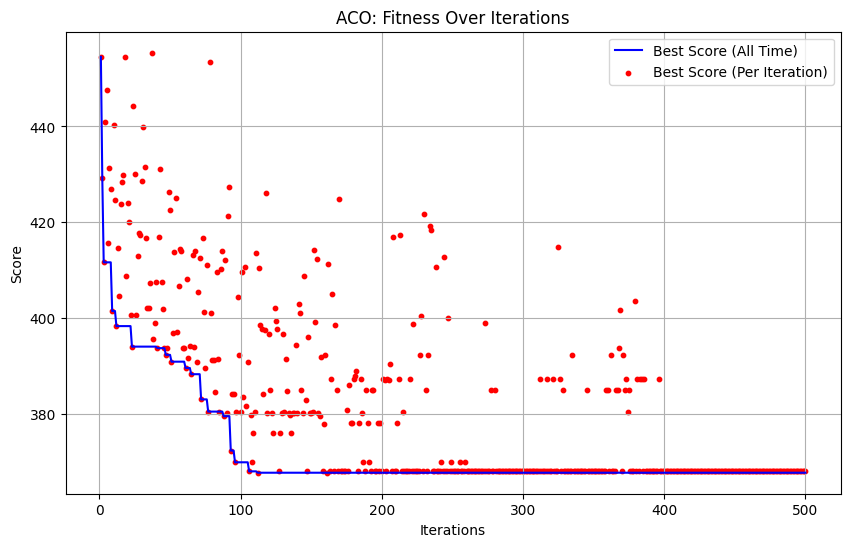 ACO: Fitness Over Iterations
Best Score (All Time)
Best Score (Per Iteration)
Score
440
420
400
380
0
100
200
300
400
500
Iterations